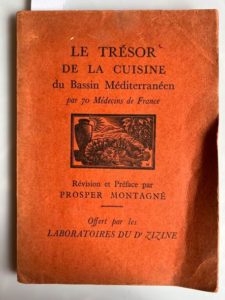 LE TRÉSOR
DE LA CUISINE
du Bassin Méditerranéen
par 70 Médecins de France
Révision et Préface par
PROSPER MONTAGNÉ
Offert par les
LABORATOIRES DU Dr ZIZINE